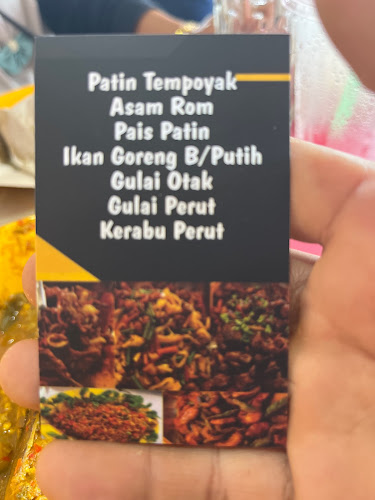 Patin Tempoyak
Asam Rom
Pais Patin
Ikan Goreng B/Putih
Gulai Otak
Gulai Perut
Kerabu Perut